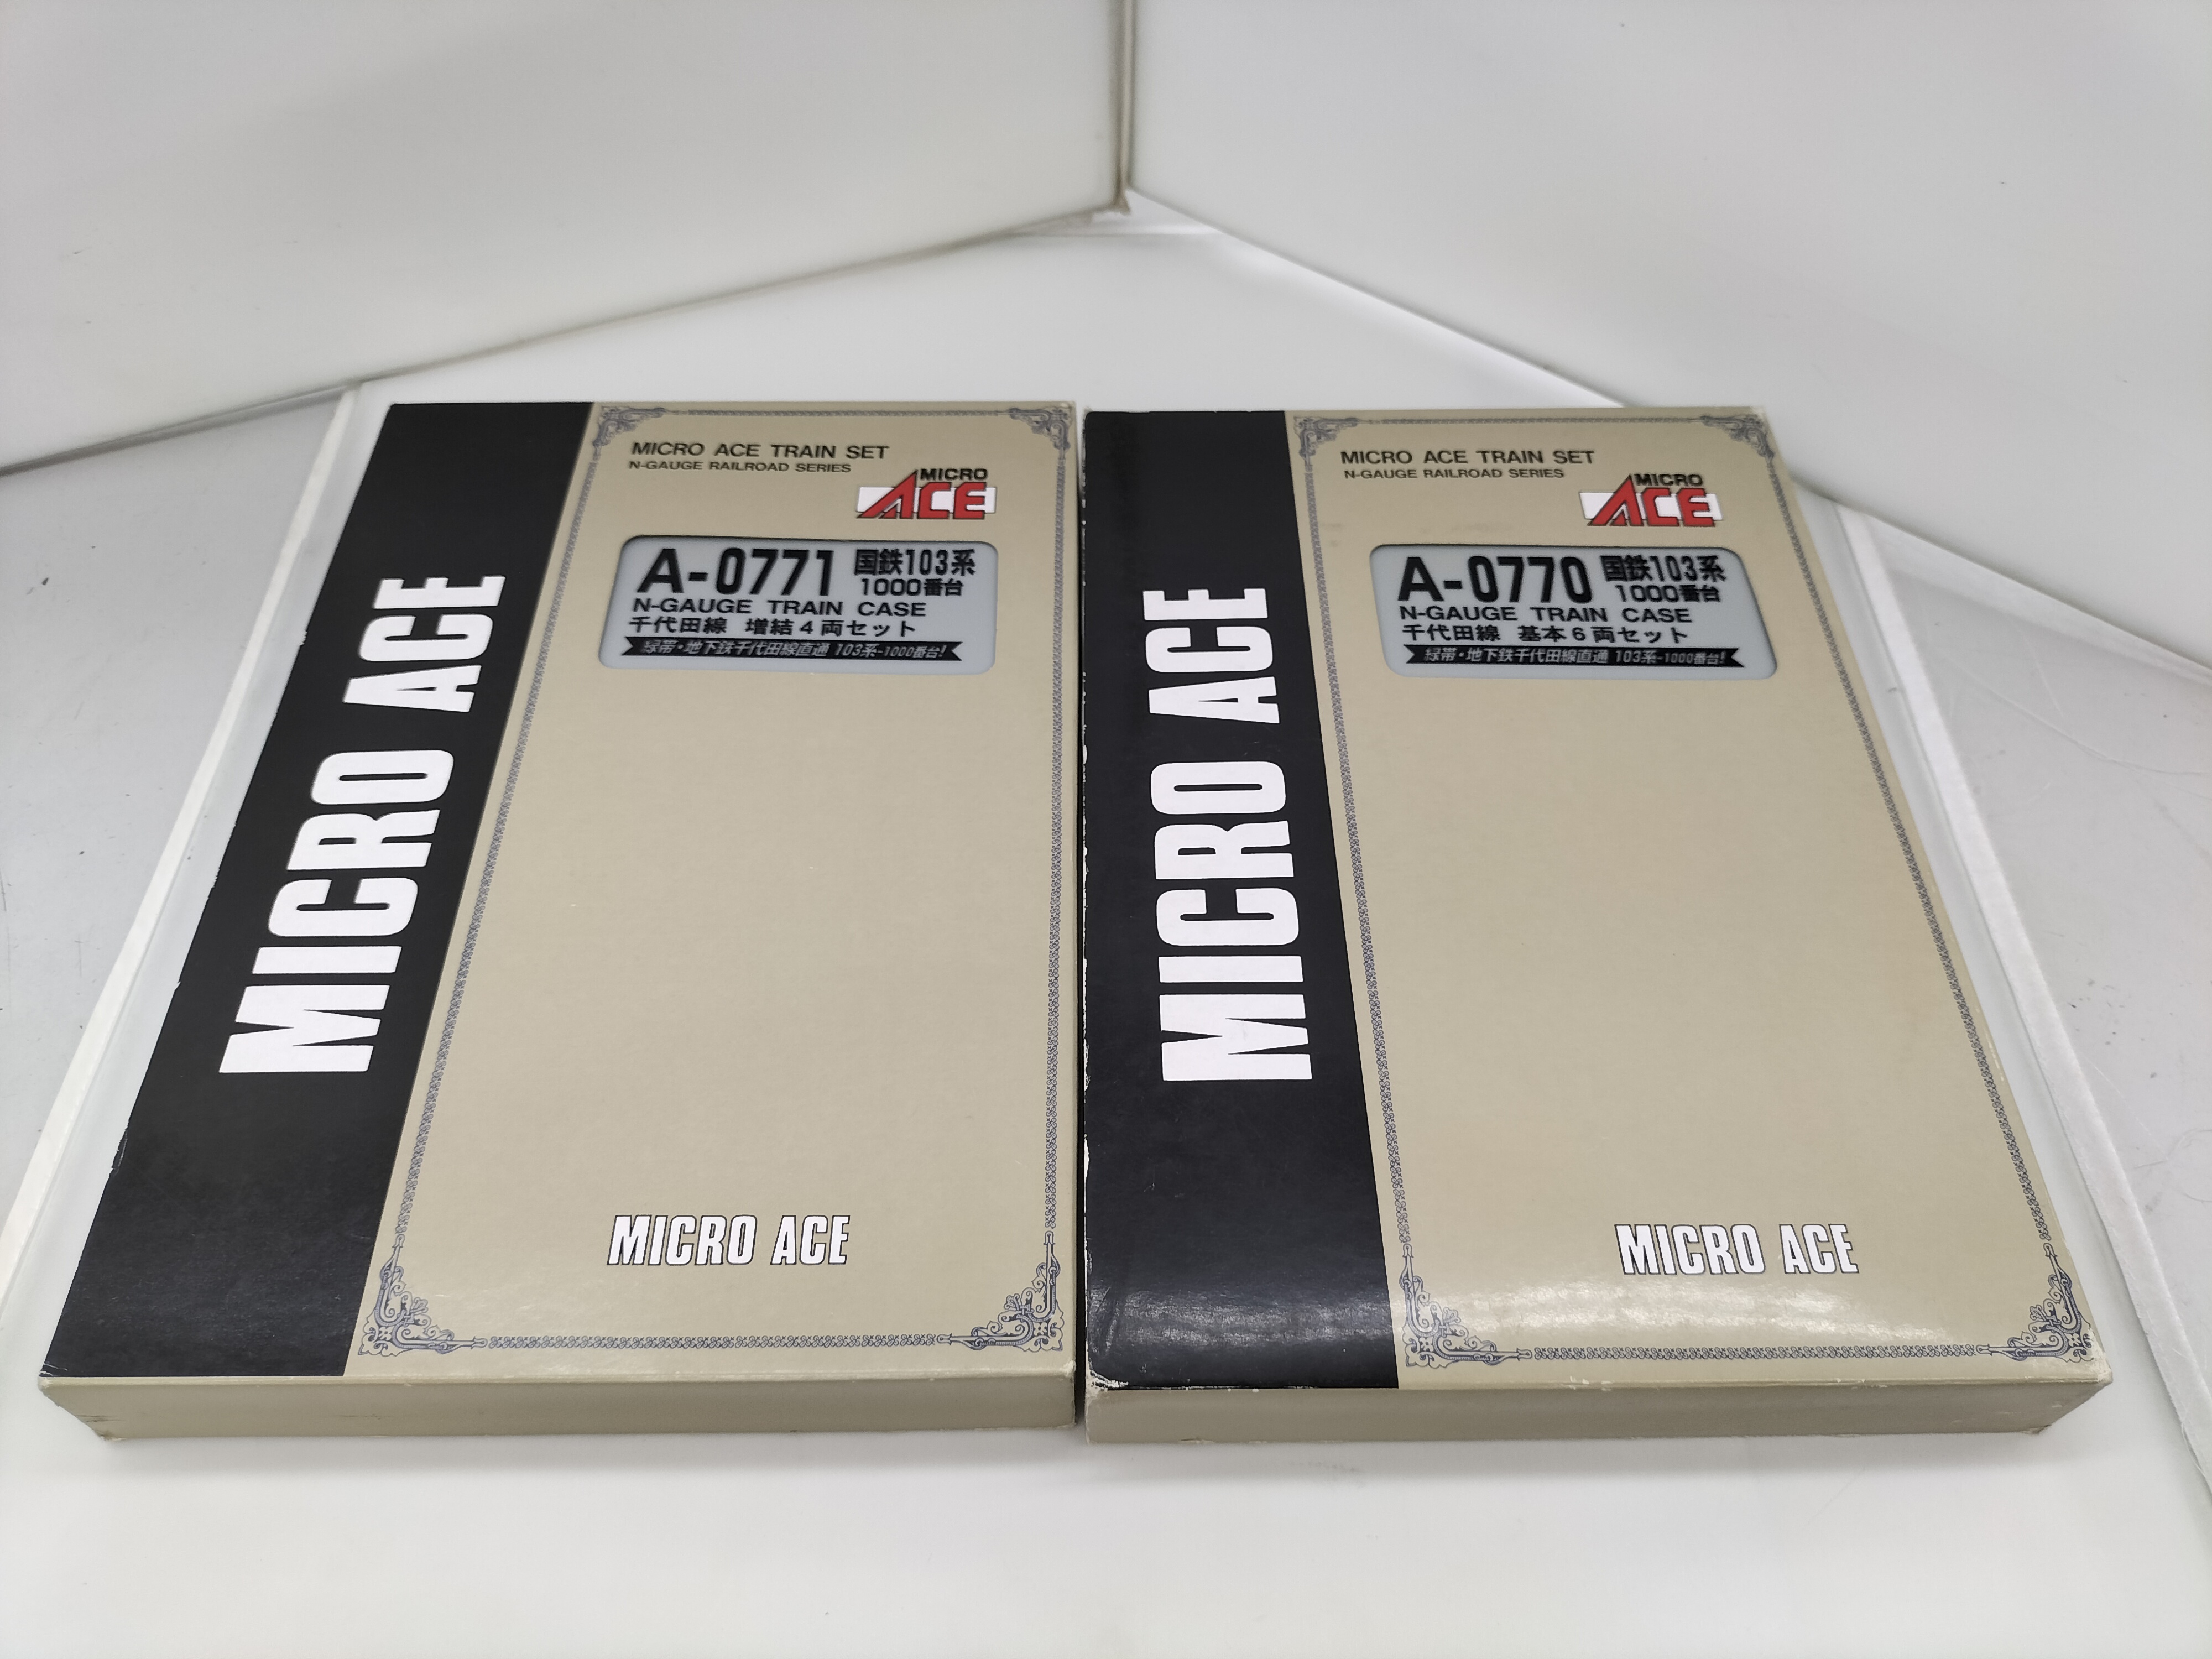 MICRO ACE
MICRO ACE TRAIN SET
N-GAUGE RAILROAD SERIES
MICRO
ACE
A-0771 国鉄103系
1000番台
N-GAUGE TRAIN CASE
千代田線 増結4両セット
緑帯・地下鉄千代田線直通 103系-1000番台!
MICRO ACE
MICRO ACE
MICRO ACE TRAIN SET
N-GAUGE RAILROAD SERIES
MICRO
ACE
A-0770 国鉄103系
1000番台
N-GAUGE TRAIN CASE
千代田線 基本6両セット
緑帯・地下鉄千代田線直通 103系-1000番台!
MICRO ACE